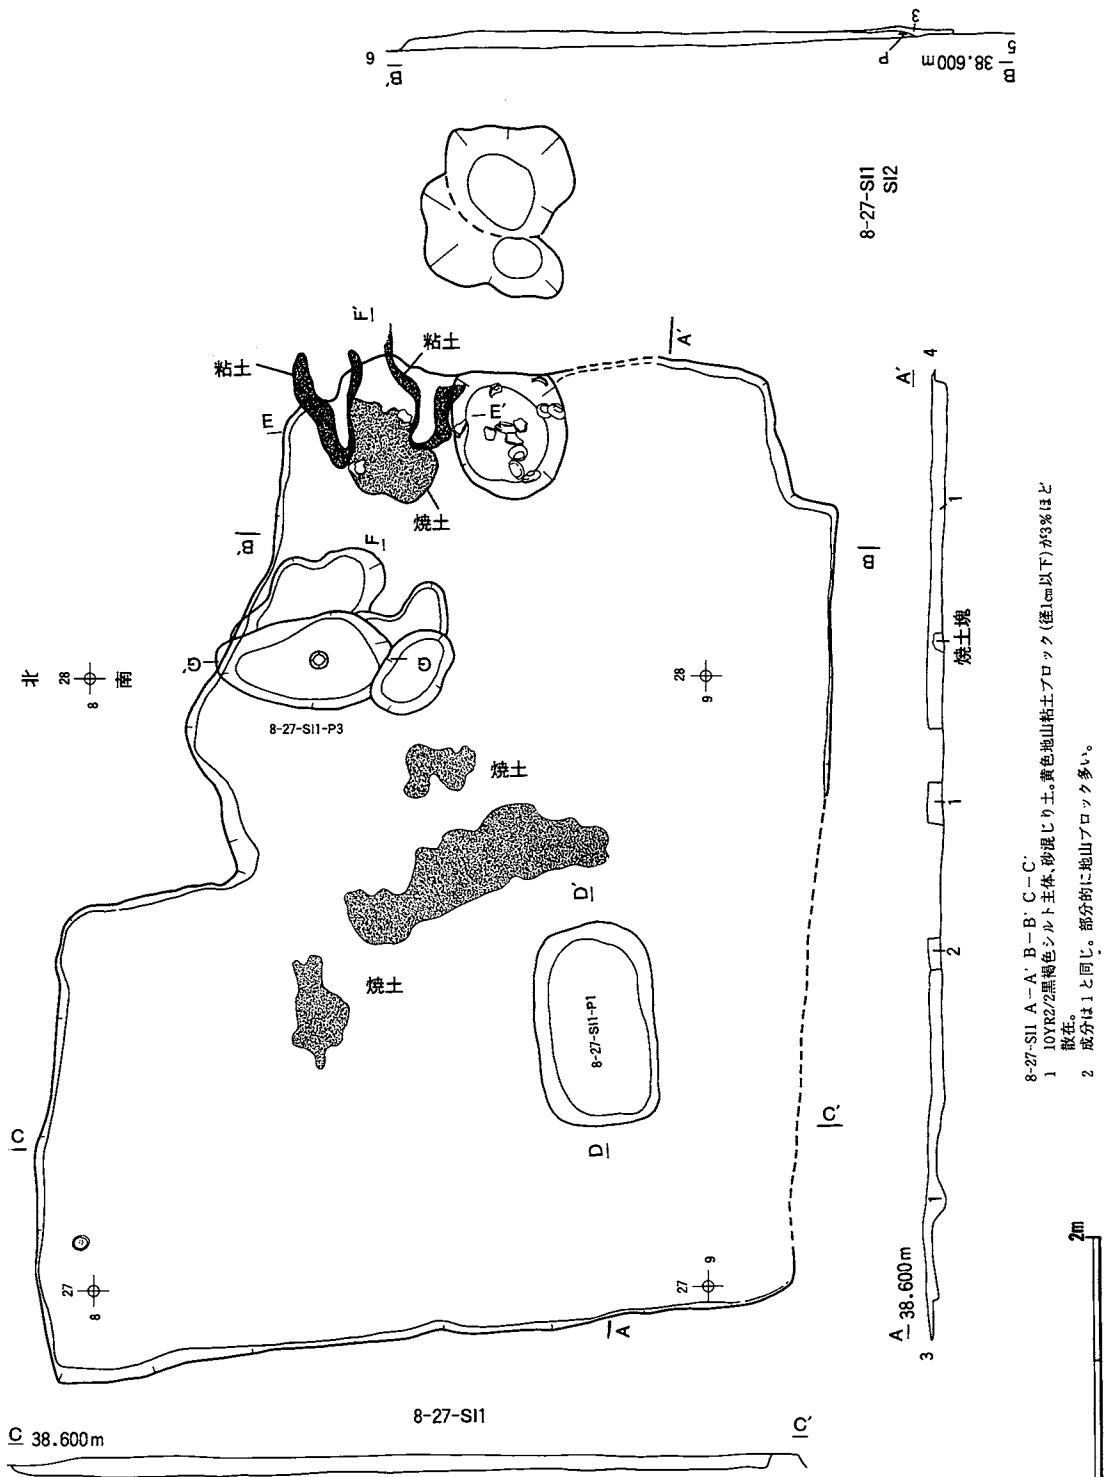 6
B'
3
P
38.600m
5
B
8-27-SI1
SI2
F'
粘土
粘土
A'
E
E'
焼土
B'
F
B
北
28
8
南
G'
G
28
9
8-27-SI1-P3
焼土
焼土
D'
8-27-SI1-P1
D
C
C'
27
8
27
9
A
8-27-SI1
C 38.600m
C'
A'
4
1
焼土塊
1
2
1
A 38.600m
3
8-27-SI1 A-A' B-B' C-C'
1 10YR2/2黒褐色シルト主体、砂混じり土。黄色地山粘土ブロック(径1cm以下)が3%ほど
散在。
2 成分は1と同じ。部分的に地山ブロック多い。
2m